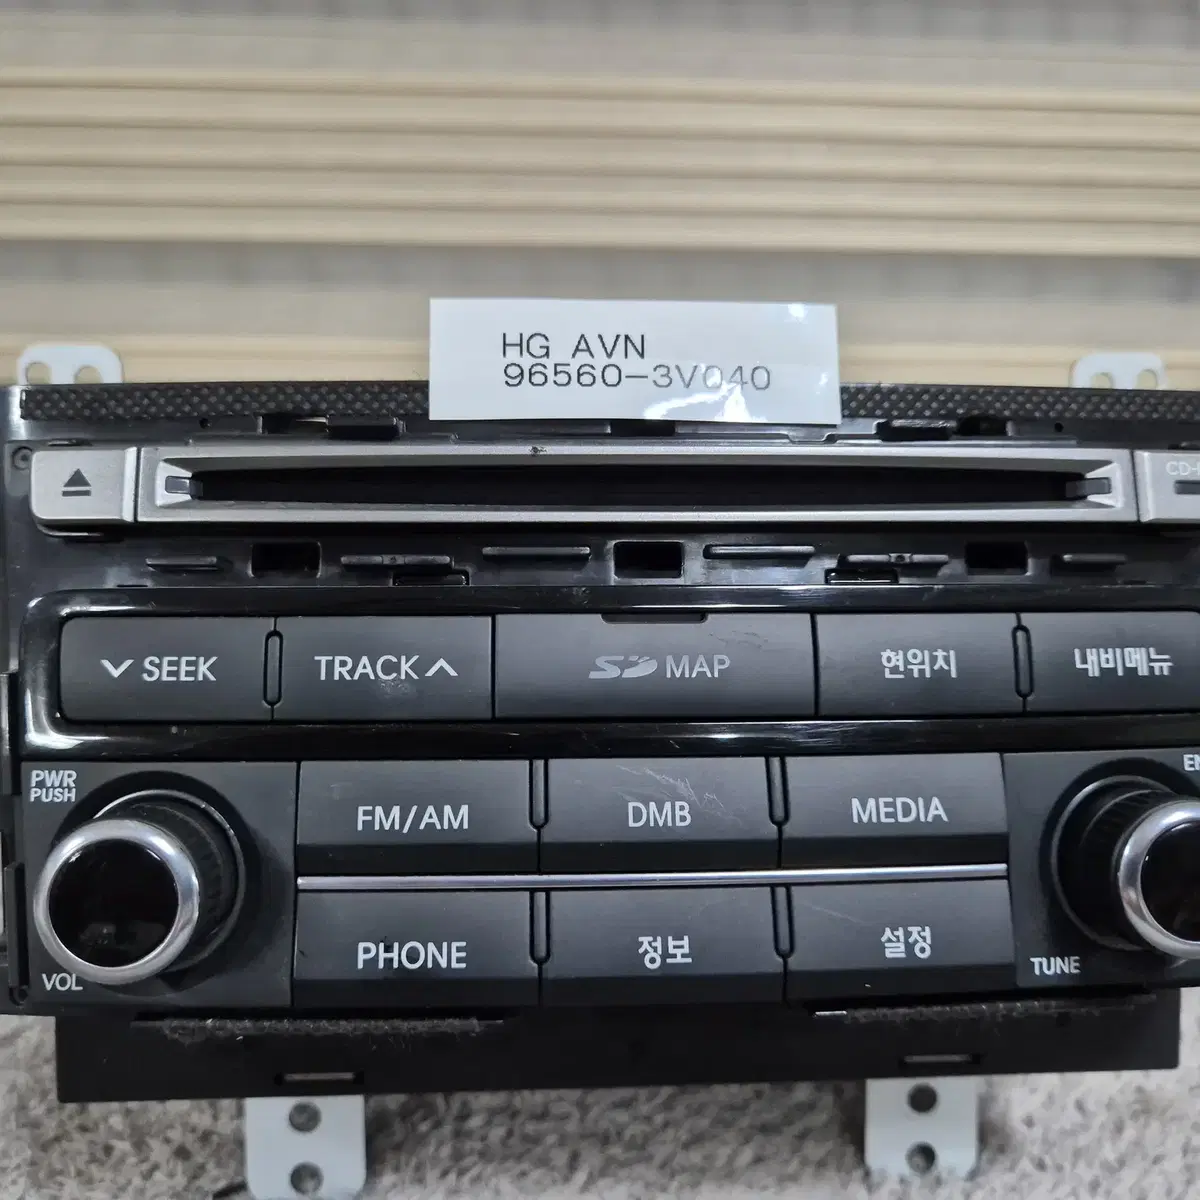 HG AVN
96560-3V040
CD-
SEEK
TRACK
SD MAP
현위치
내비메뉴
PWR
PUSH
FM/AM
DMB
MEDIA
VOL
PHONE
정보
설정
TUNE